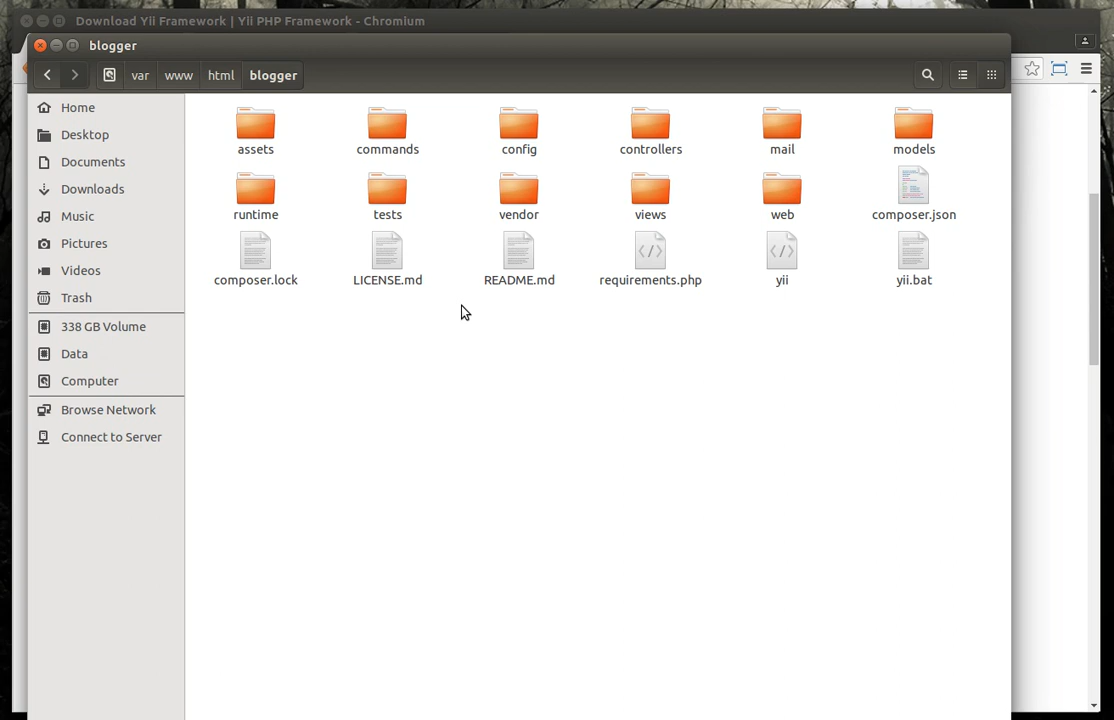 Download Yii Framework | Yii PHP Framework - Chromium
blogger
var www html blogger
Home
Desktop
Documents
Downloads
Music
Pictures
Videos
Trash
338 GB Volume
Data
Computer
Browse Network
Connect to Server
assets commands config controllers mail models
runtime tests vendor views web composer.json
composer.lock LICENSE.md README.md requirements.php yii yii.bat